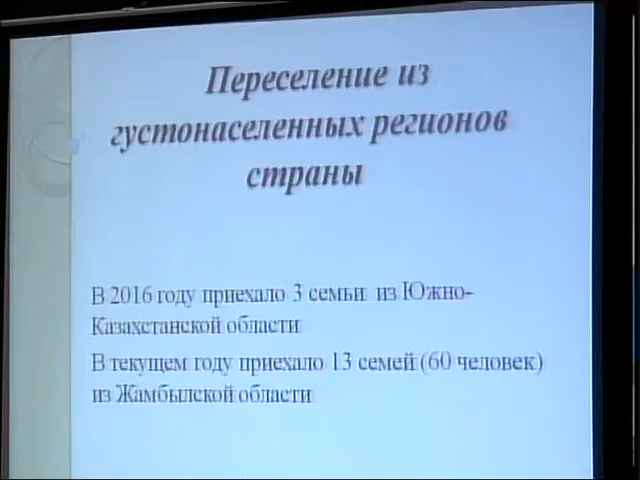 Переселение из
густонаселенных регионов
страны
В 2016 году приехало 3 семьи из Южно-
Казахстанской области
В текущем году приехало 13 семей (60 человек)
из Жамбылской области